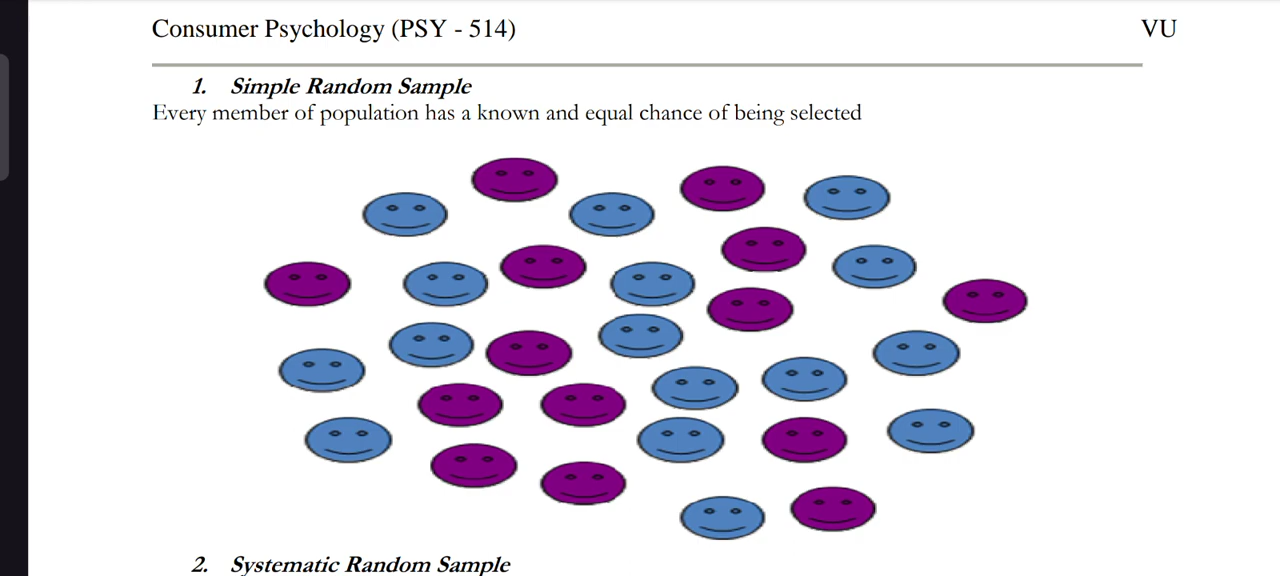 Consumer Psychology (PSY - 514) VU
1. Simple Random Sample
Every member of population has a known and equal chance of being selected
2. Systematic Random Sample